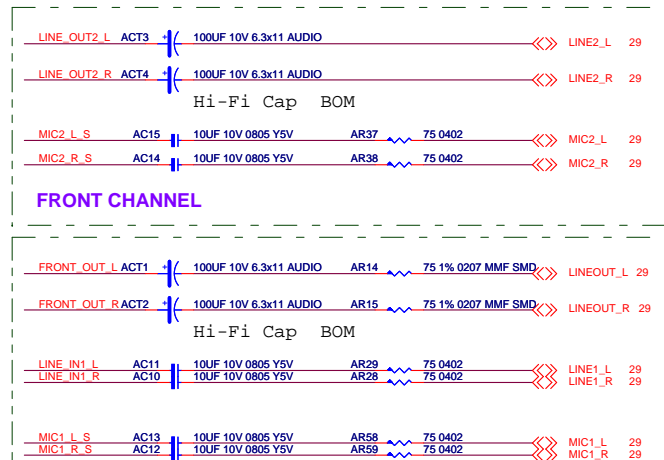 LINE_OUT2_L ACT3 + 100UF 10V 6.3x11 AUDIO LINE2_L 29
LINE_OUT2_R ACT4 + 100UF 10V 6.3x11 AUDIO LINE2_R 29
Hi-Fi Cap BOM
MIC2_L_S AC15 10UF 10V 0805 Y5V AR37 75 0402 MIC2_L 29
MIC2_R_S AC14 10UF 10V 0805 Y5V AR38 75 0402 MIC2_R 29
FRONT CHANNEL
FRONT_OUT_L ACT1 + 100UF 10V 6.3x11 AUDIO AR14 75 1% 0207 MMF SMD LINEOUT_L 29
FRONT_OUT_R ACT2 + 100UF 10V 6.3x11 AUDIO AR15 75 1% 0207 MMF SMD LINEOUT_R 29
Hi-Fi Cap BOM
LINE_IN1_L AC11 10UF 10V 0805 Y5V AR29 75 0402 LINE1_L 29
LINE_IN1_R AC10 10UF 10V 0805 Y5V AR28 75 0402 LINE1_R 29
MIC1_L_S AC13 10UF 10V 0805 Y5V AR58 75 0402 MIC1_L 29
MIC1_R_S AC12 10UF 10V 0805 Y5V AR59 75 0402 MIC1_R 29